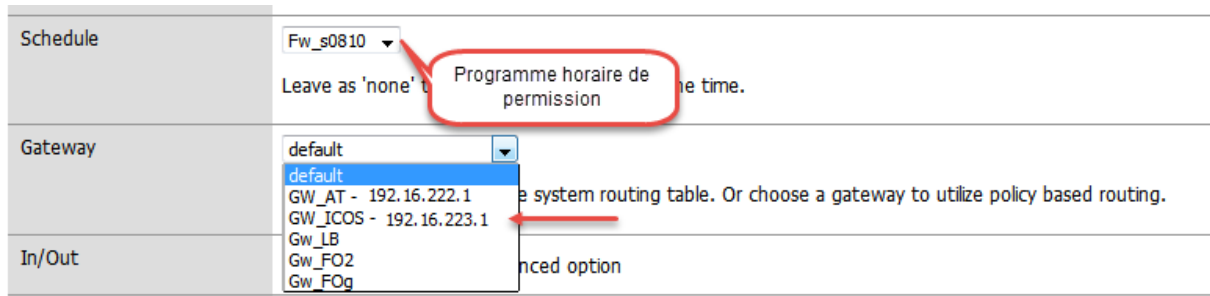 Schedule
Fw_s0810
Programme horaire de
permission
Leave as 'none' t
he time.
Gateway
default
default
GW_AT - 192.16.222.1
e system routing table. Or choose a gateway to utilize policy based routing.
GW_ICOS - 192.16.223.1
Gw_LB
Gw_FO2
Gw_FOg
In/Out
nced option